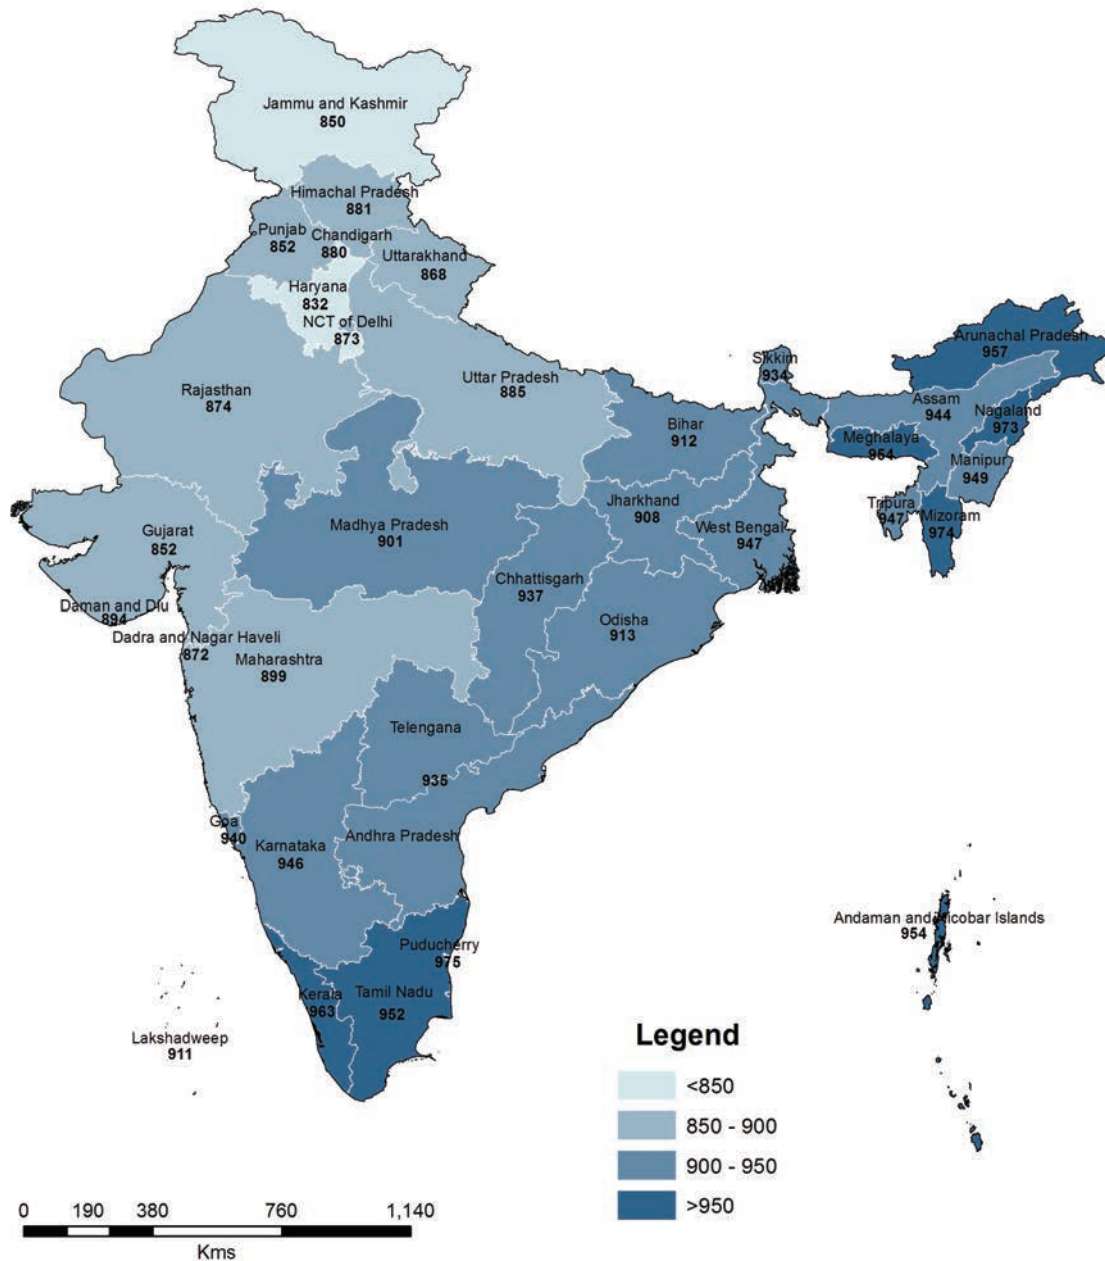 Jammu and Kashmir
850
Himachal Pradesh
881
Punjab
852
Chandigarh
880
Uttarakhand
868
Haryana
832
NCT of Delhi
873
Rajasthan
874
Uttar Pradesh
885
Sikkim
934
Arunachal Pradesh
957
Assam
944
Nagaland
973
Meghalaya
954
Manipur
949
Tripura
947
Mizoram
974
Bihar
912
Jharkhand
908
West Bengal
947
Madhya Pradesh
901
Gujarat
852
Chhattisgarh
937
Odisha
913
Daman and Diu
894
Dadra and Nagar Haveli
872
Maharashtra
899
Telengana
935
Goa
940
Karnataka
946
Andhra Pradesh
Andaman and Nicobar Islands
954
Puducherry
975
Kerala
963
Tamil Nadu
952
Lakshadweep
911
Legend
<850
850 - 900
900 - 950
>950
0 190 380 760 1,140
Kms